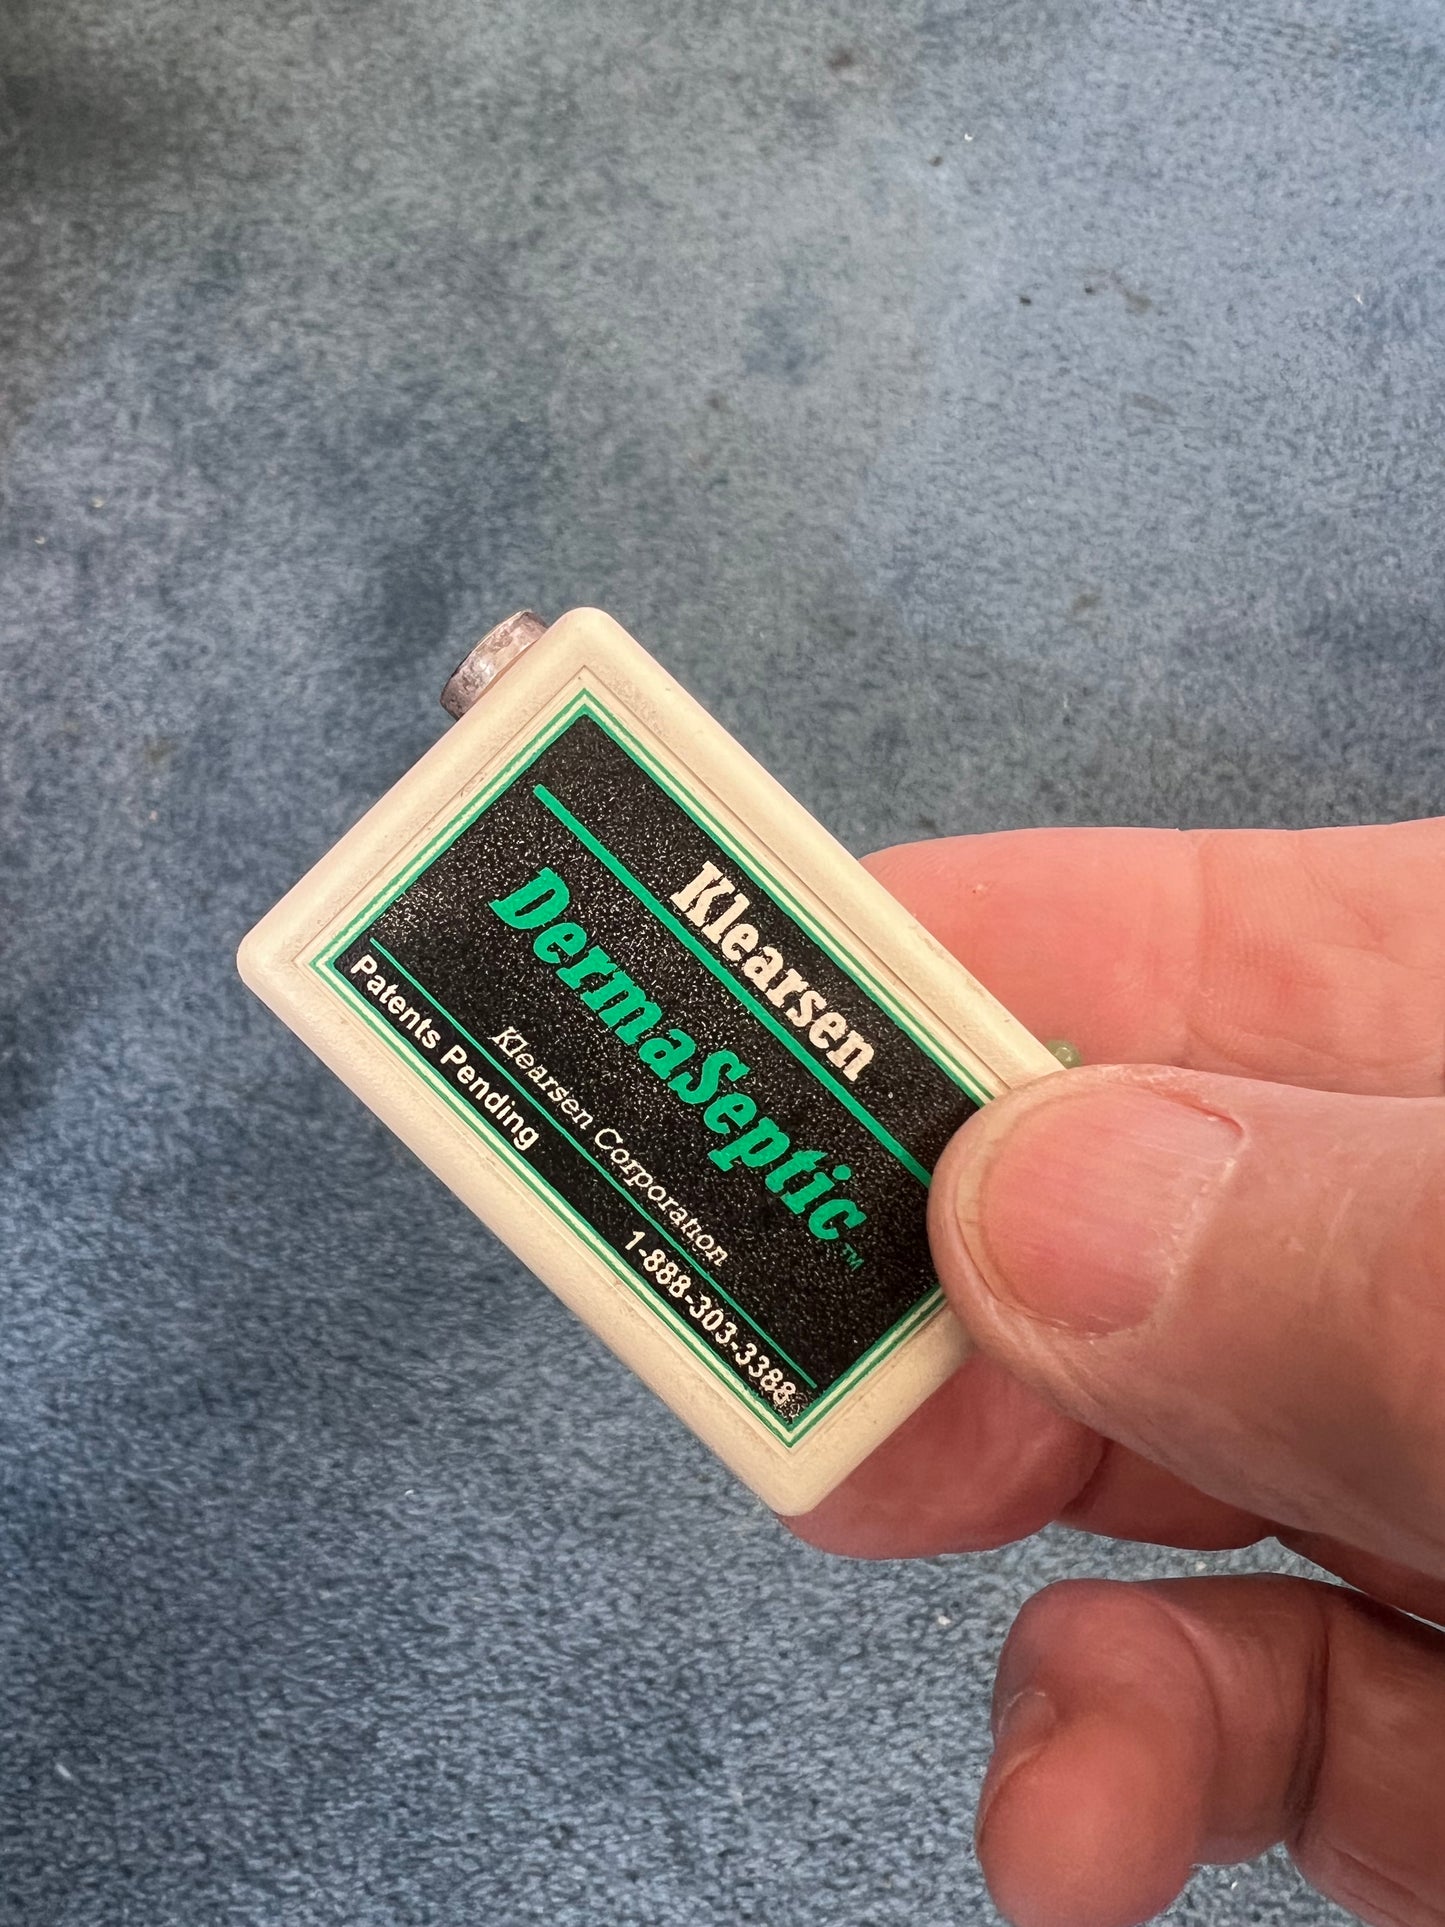 Klearsen
DermaSeptic™
Klearsen Corporation
Patents Pending 1-888-303-3388